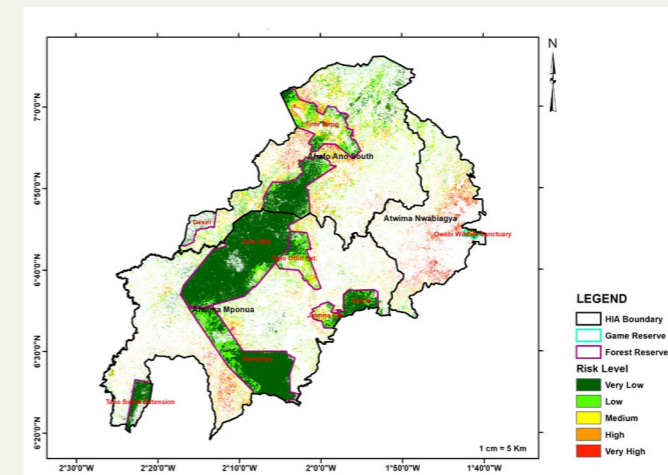 N
7°0'0"N
6°50'0"N
6°40'0"N
6°30'0"N
6°20'0"N
Ahafo Ano South
Atwima Nwabiagya
Owabi Wildlife Sanctuary
Desiri
Atwima Mponua
Tano Suhien Extension
2°30'0"W 2°20'0"W 2°10'0"W 2°0'0"W 1°50'0"W 1°40'0"W
1 cm = 5 Km
LEGEND
HIA Boundary
Game Reserve
Forest Reserve
Risk Level
Very Low
Low
Medium
High
Very High